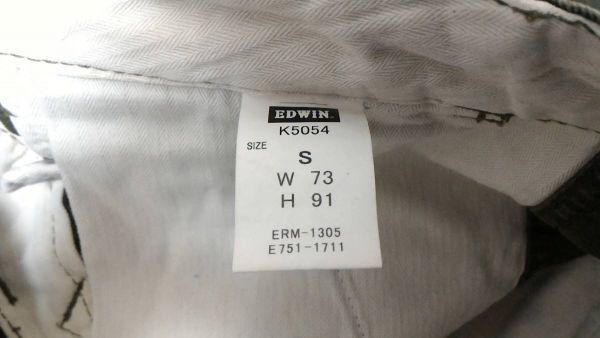 EDWIN
K5054
SIZE
S
W 73
H 91
ERM-1305
E751-1711